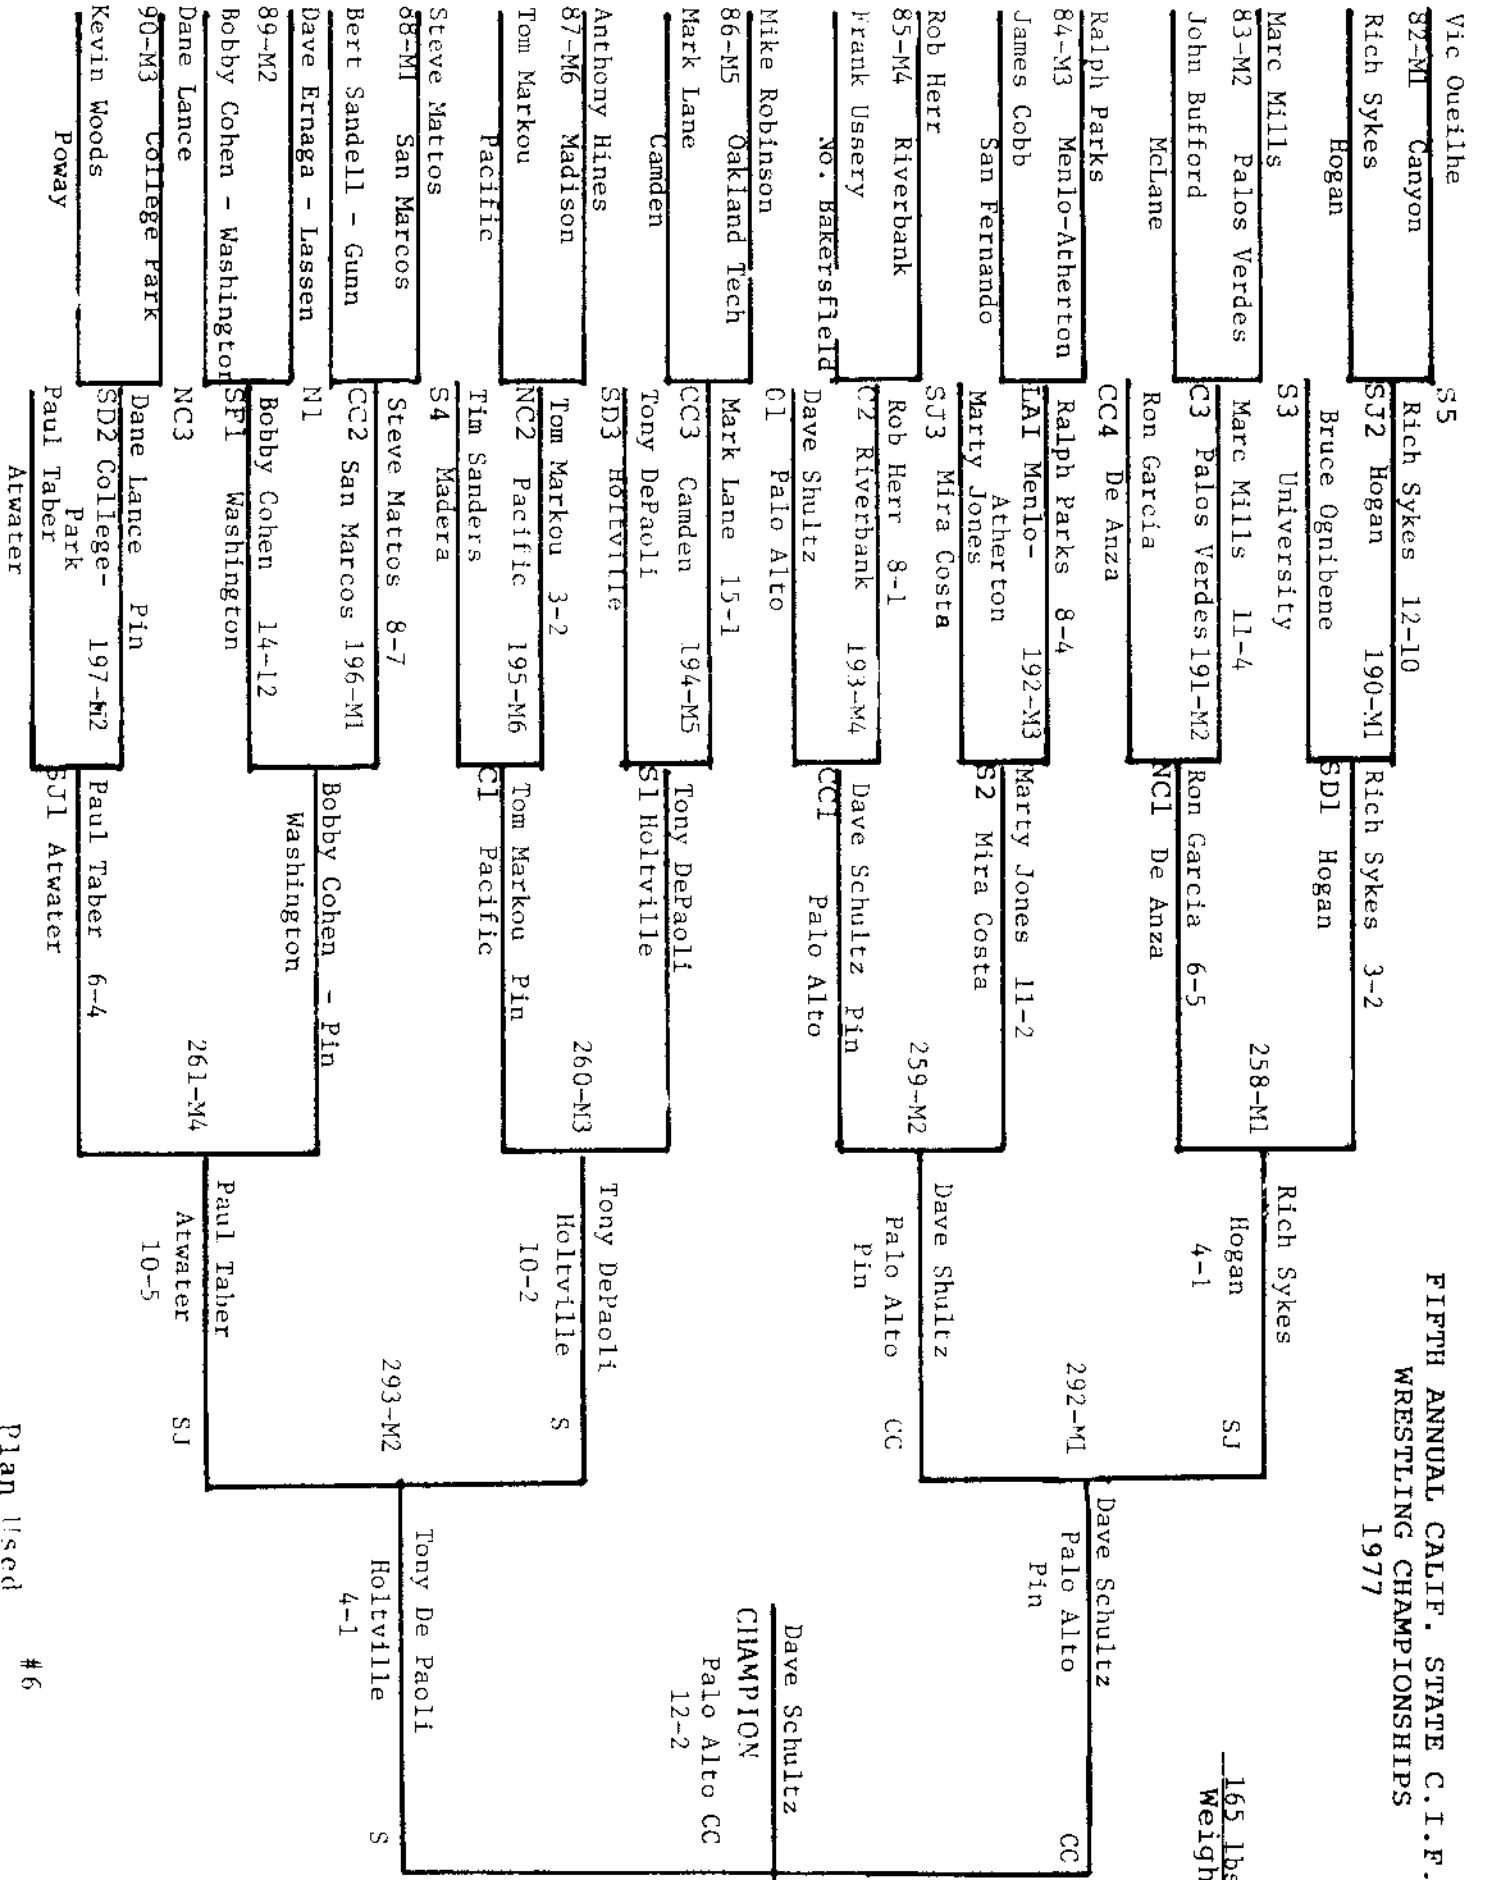 FIFTH ANNUAL CALIF. STATE C.I.F.
WRESTLING CHAMPIONSHIPS
1977
165 lbs
Weigh
Vic Oueilhe S5
82-M1 Canyon
Rich Sykes SJ2
Hogan
Marc Mills S3
83-M2 Palos Verdes
John Bufford C3
McLane
Ralph Parks CC4
84-M3 Menlo-Atherton
James Cobb LA1
San Fernando
Rob Herr SJ3
85-M4 Riverbank
Frank Ussery C2
No. Bakersfield
Mike Robinson O1
86-M5 Oakland Tech
Mark Lane CC3
Camden
Anthony Hines SD3
87-M6 Madison
Tom Markou NC2
Pacific
Steve Mattos S4
88-M1 San Marcos
Bert Sandell - Gunn CC2
Dave Ernaga - Lassen N1
89-M2
Bobby Cohen - Washington SF1
Dane Lance NC3
90-M3 College Park
Kevin Woods SD2
Poway
Rich Sykes 12-10
Hogan 190-M1
Bruce Ognibene SD1
University
Marc Mills 11-4
Palos Verdes 191-M2
Ron Garcia NC1
De Anza
Ralph Parks 8-4
Menlo- 192-M3
Atherton
Marty Jones S2
Mira Costa
Rob Herr 8-1
Riverbank 193-M4
Dave Shultz CC1
Palo Alto
Mark Lane 15-1
Camden 194-M5
Tony DePaoli S1
Holtville
Tom Markou 3-2
Pacific 195-M6
Tim Sanders C1
Madera
Steve Mattos 8-7
San Marcos 196-M1
Bobby Cohen 14-12
Washington
Dane Lance Pin
College- 197-M2
Park
Paul Taber SJ1
Atwater
Rich Sykes 3-2
Hogan
258-M1
Ron Garcia 6-5
De Anza
Marty Jones 11-2
Mira Costa
259-M2
Dave Schultz Pin
Palo Alto
Tony DePaoli
Holtville
260-M3
Tom Markou Pin
Pacific
Bobby Cohen - Pin
Washington
261-M4
Paul Taber 6-4
Atwater
Rich Sykes
Hogan SJ
4-1
292-M1
Dave Shultz
Palo Alto CC
Pin
Tony DePaoli
Holtville S
10-2
293-M2
Paul Taber
Atwater SJ
10-5
Dave Schultz
Palo Alto CC
Pin
Tony De Paoli
Holtville S
4-1
Dave Schultz
CHAMPION
Palo Alto CC
12-2
Plan Used #6